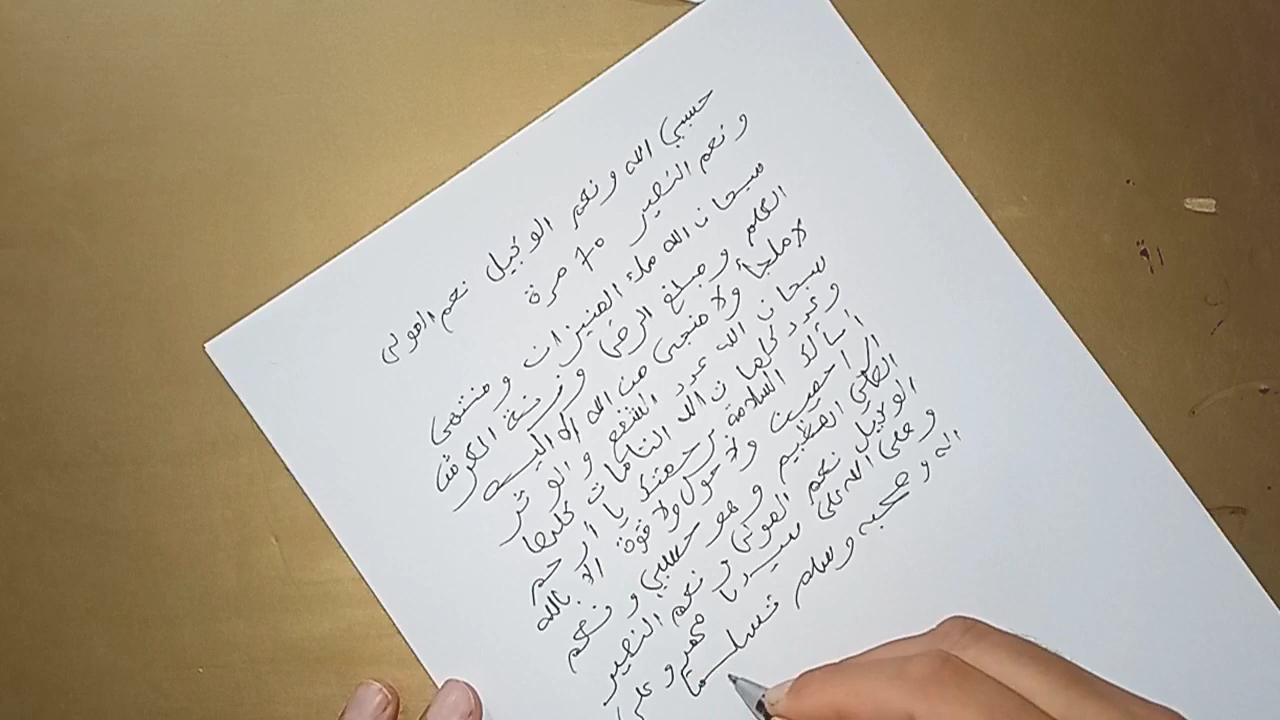 حسبي الله ونعم الوكيل نعم المولى
ونعم النصير 70 مرة
سبحان الله ملء الميزان ومنتهى
العلم ومبلغ الرضى وزنة العرش
لا ملجأ ولا منجى من الله إلا إليه
سبحان الله عدد الشفع والوتر
وعدد كلمات الله التامات كلها
أسألك السلامة برحمتك يا أرحم
الراحمين ولا حول ولا قوة إلا بالله
العلي العظيم وهو حسبي ونعم
الوكيل نعم المولى ونعم النصير
وصلى الله على سيدنا محمد وعلى
اله وصحبه وسلم تسليما